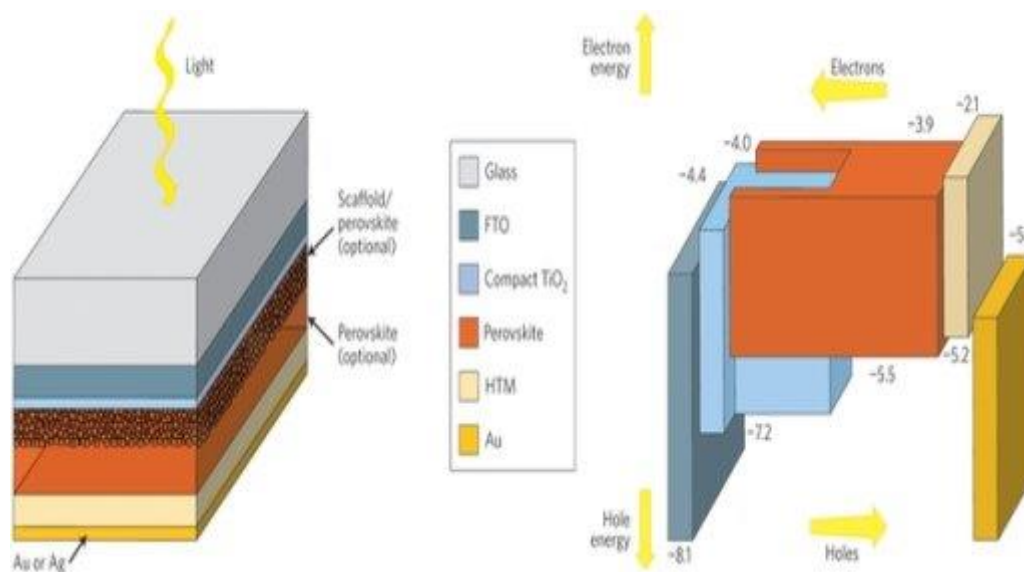 Light
Scaffold/
perovskite
(optional)
Perovskite
(optional)
Au or Ag
Glass
FTO
Compact TiO₂
Perovskite
HTM
Au
Electron
energy
Electrons
−2.1
−3.9
−4.0
−4.4
−5.2
−5.5
−7.2
−8.1
Hole
energy
Holes